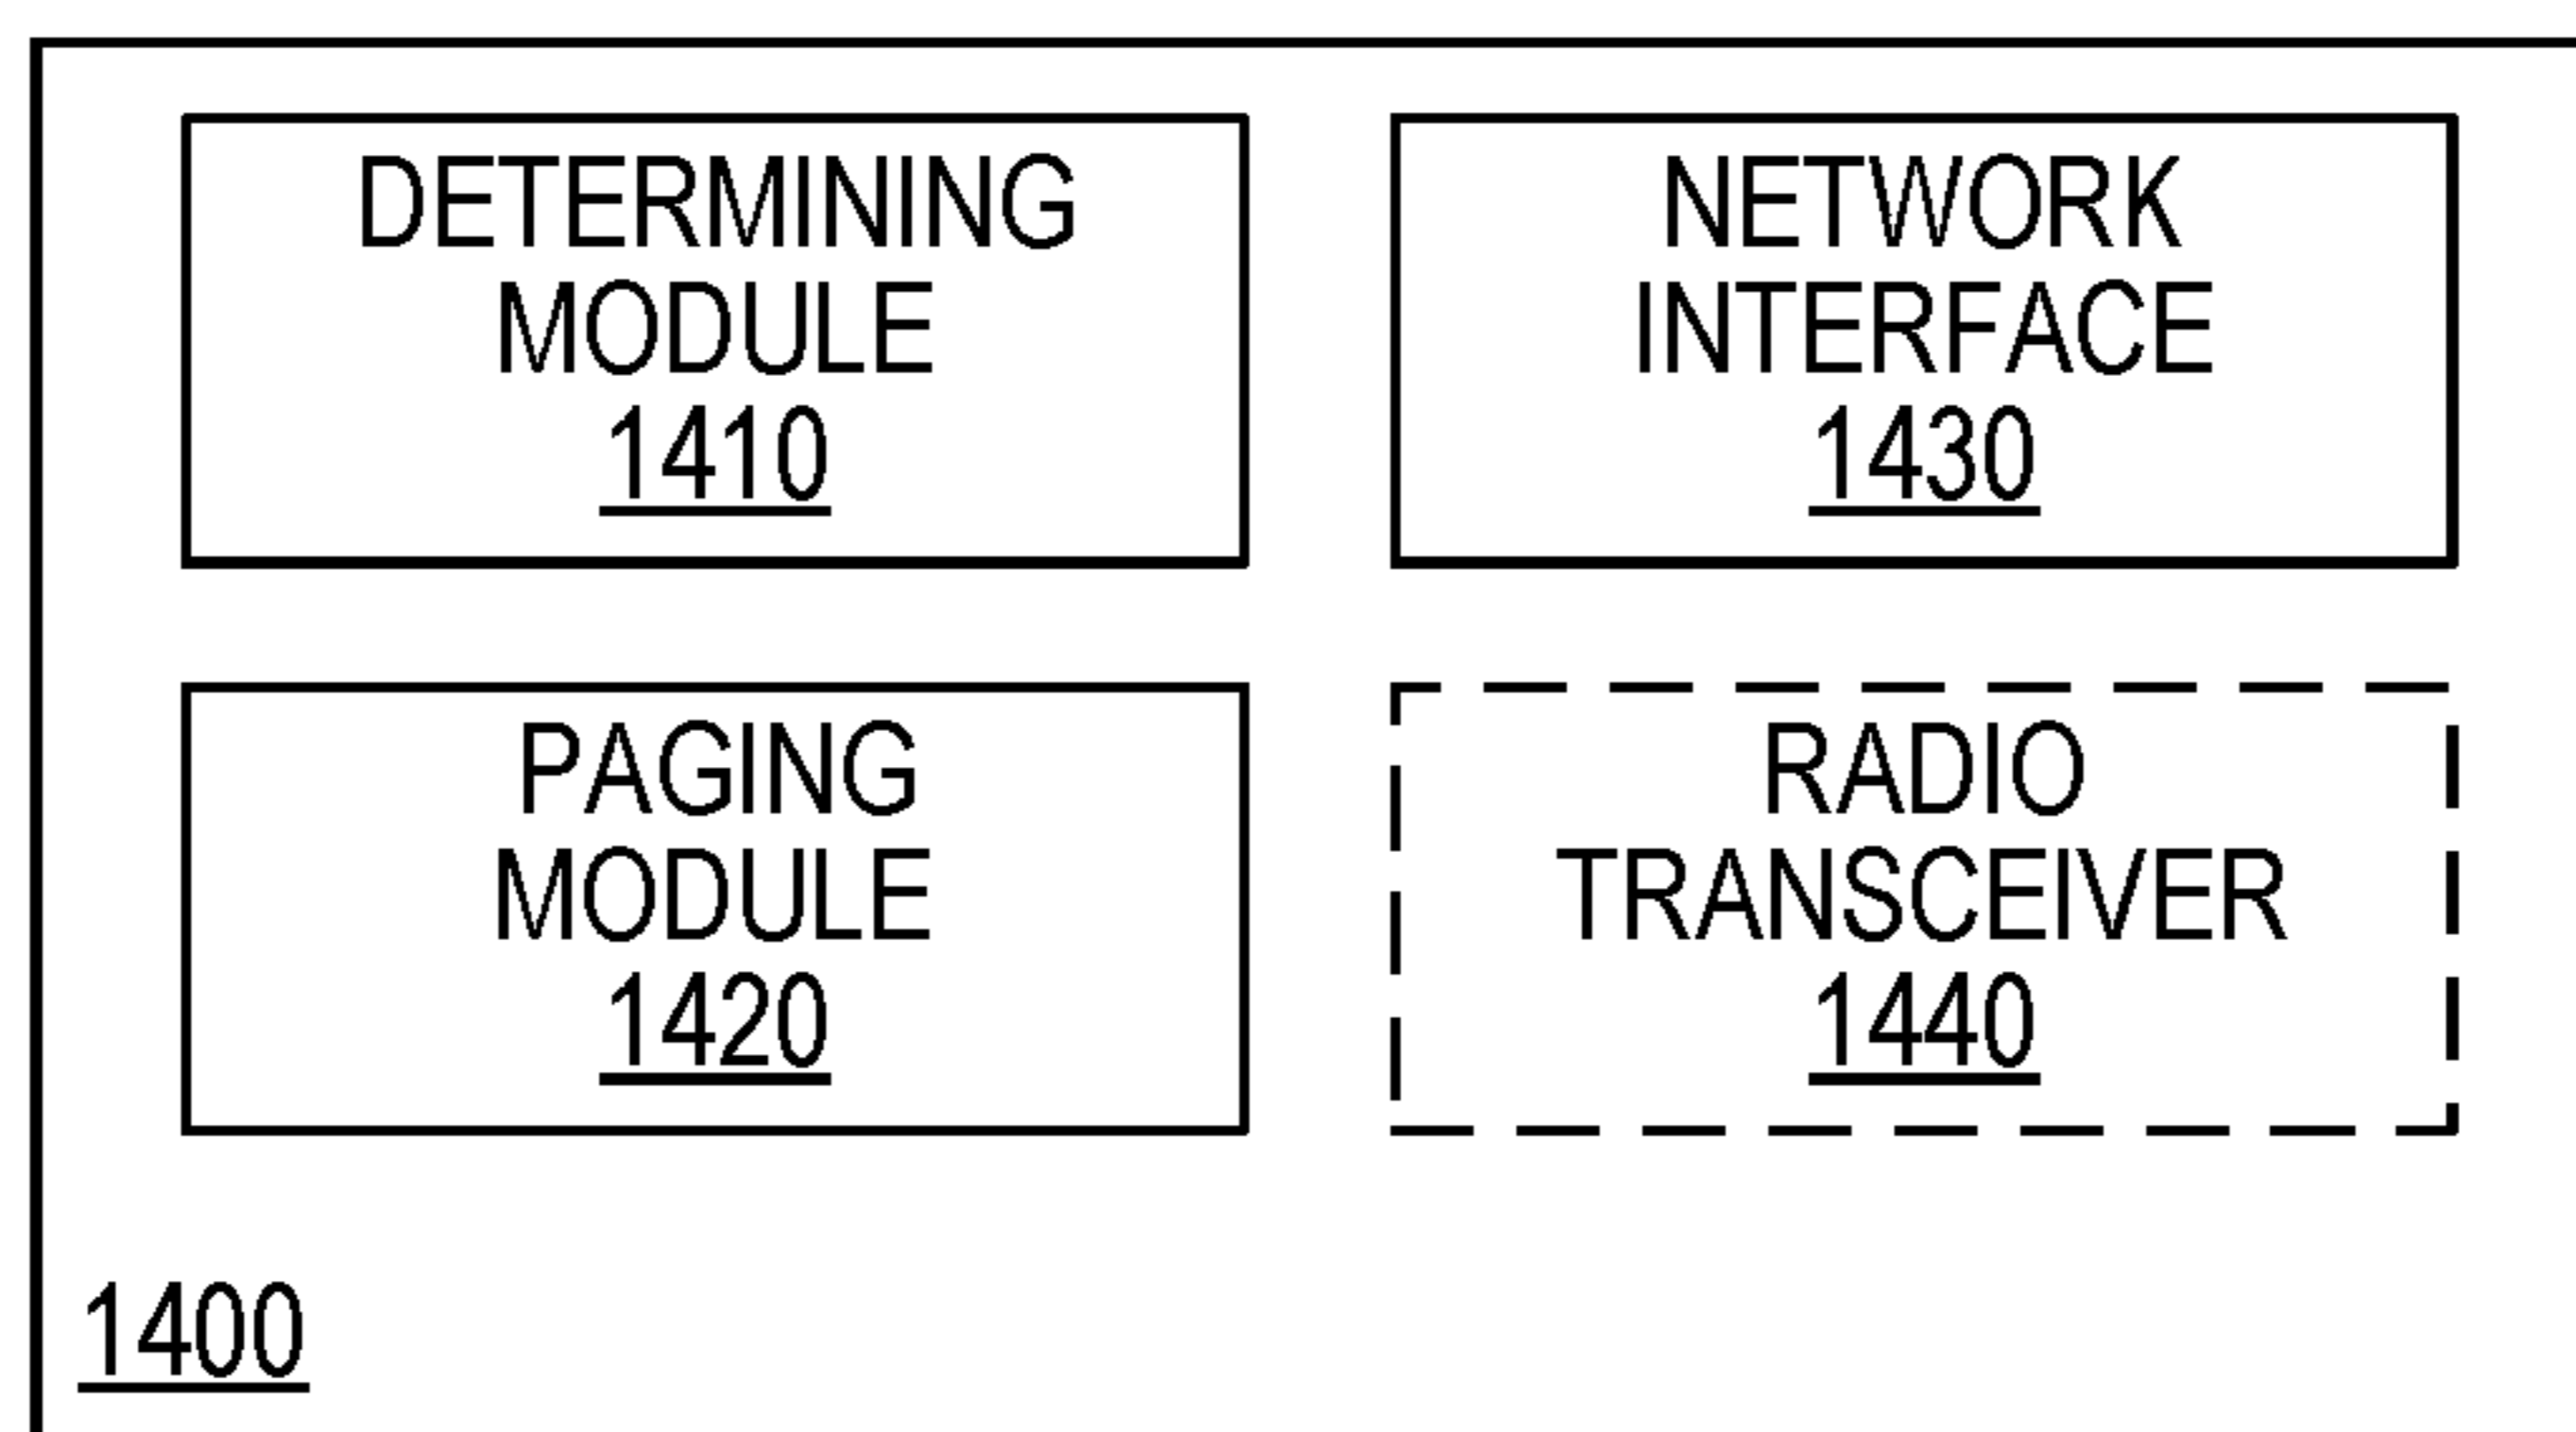 DETERMINING
MODULE
1410
NETWORK
INTERFACE
1430
PAGING
MODULE
1420
RADIO
TRANSCEIVER
1440
1400